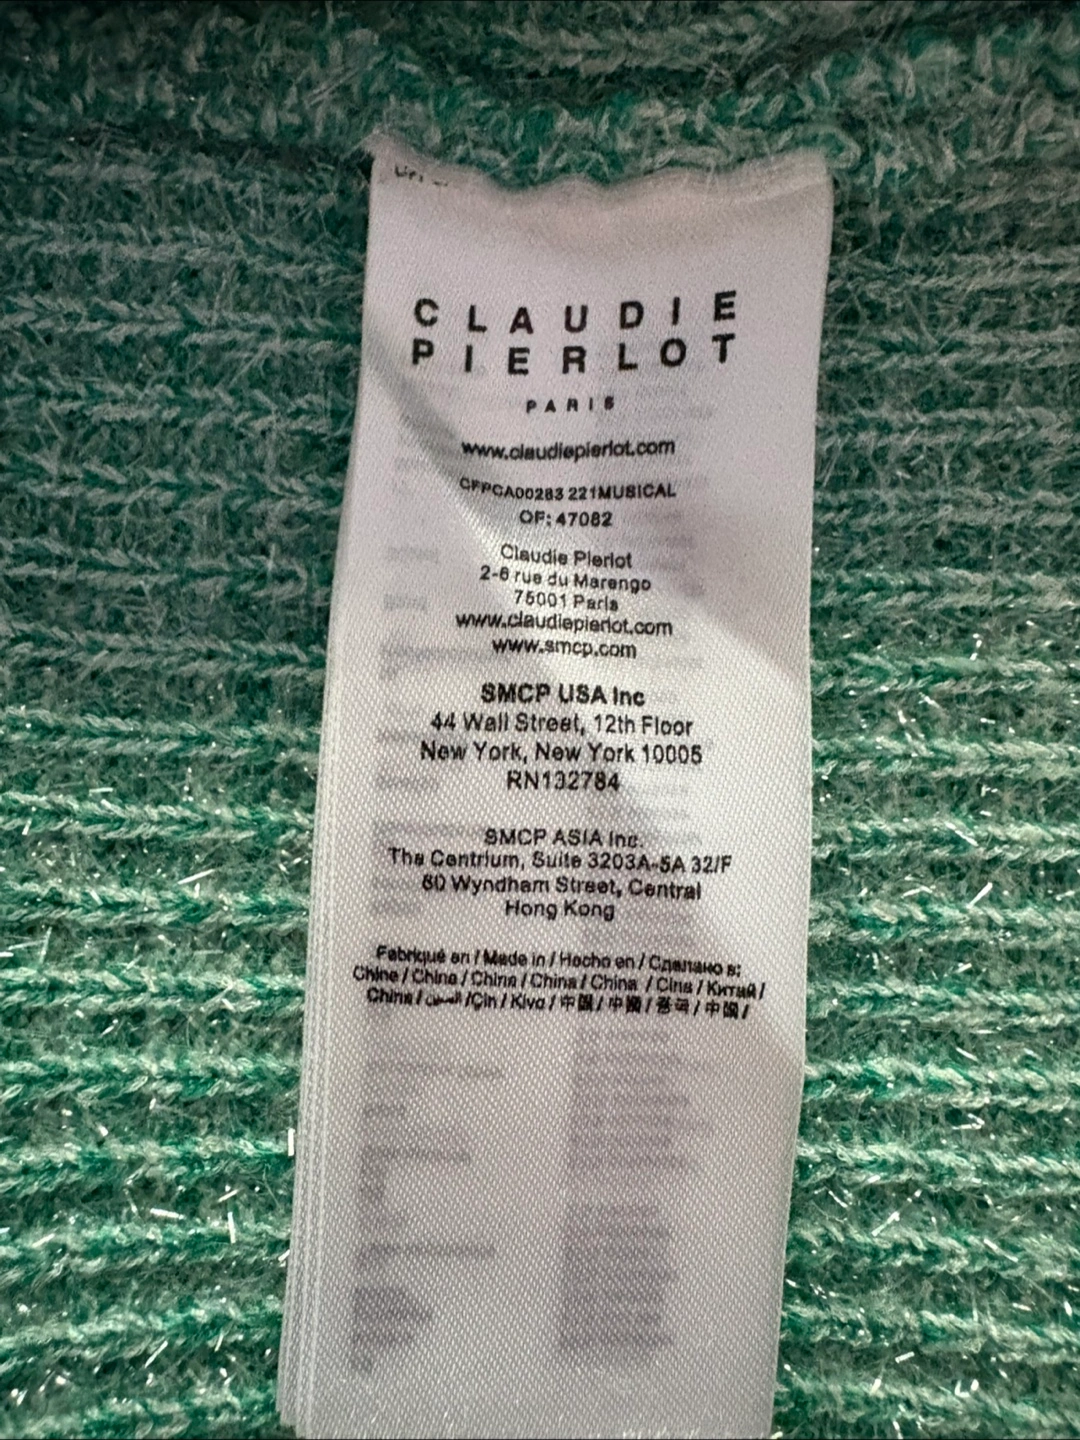 CLAUDIE
PIERLOT
PARIS
www.claudiepierlot.com
CFPCA00283 221MUSICAL
OF: 47082
Claudie Pierlot
2-6 rue du Marengo
75001 Paris
www.claudiepierlot.com
www.smcp.com
SMCP USA Inc
44 Wall Street, 12th Floor
New York, New York 10005
RN132784
SMCP ASIA Inc.
The Centrium, Suite 3203A-5A 32/F
60 Wyndham Street, Central
Hong Kong
Fabriqué en / Made in / Hecho en / Сделано в:
Chine / China / China / China / China / Cina / Китай /
China / الصين /Çin / Kiva / 中国 / 中國 / 중국 / 中国 /